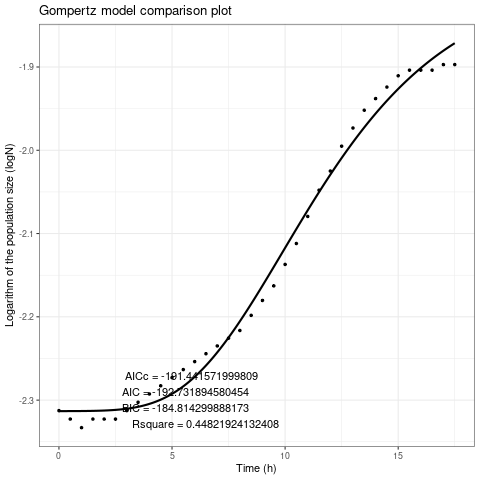 Gompertz model comparison plot
Logarithm of the population size (logN)
-1.9
-2.0
-2.1
-2.2
-2.3
AICc = -191.441571999809
AIC = -192.731894580454
BIC = -184.814299888173
Rsquare = 0.44821924132408
0 5 10 15
Time (h)